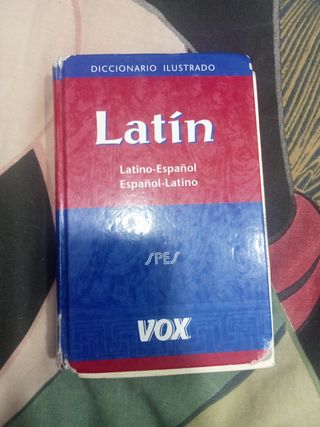 DICCIONARIO ILUSTRADO
Latín
Latino-Español
Español-Latino
SPES
VOX